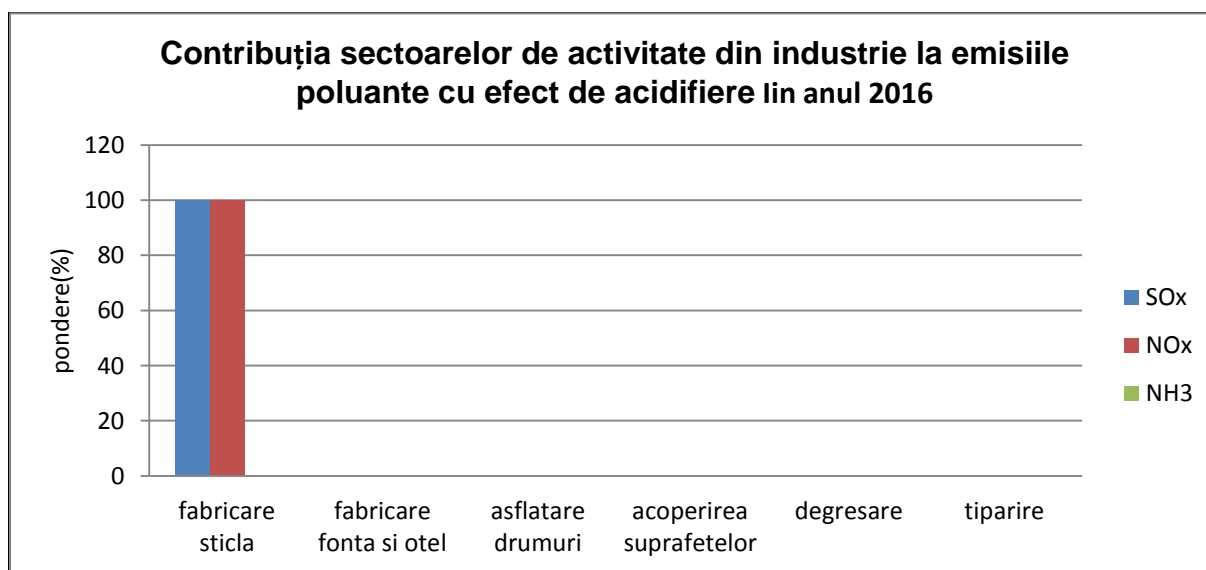 Contribuția sectoarelor de activitate din industrie la emisiile
poluante cu efect de acidifiere Iin anul 2016
pondere(%)
120
100
80
60
40
20
0
fabricare
sticla
fabricare
fonta si otel
asflatare
drumuri
acoperirea
suprafetelor
degresare
tiparire
SOx
NOx
NH3